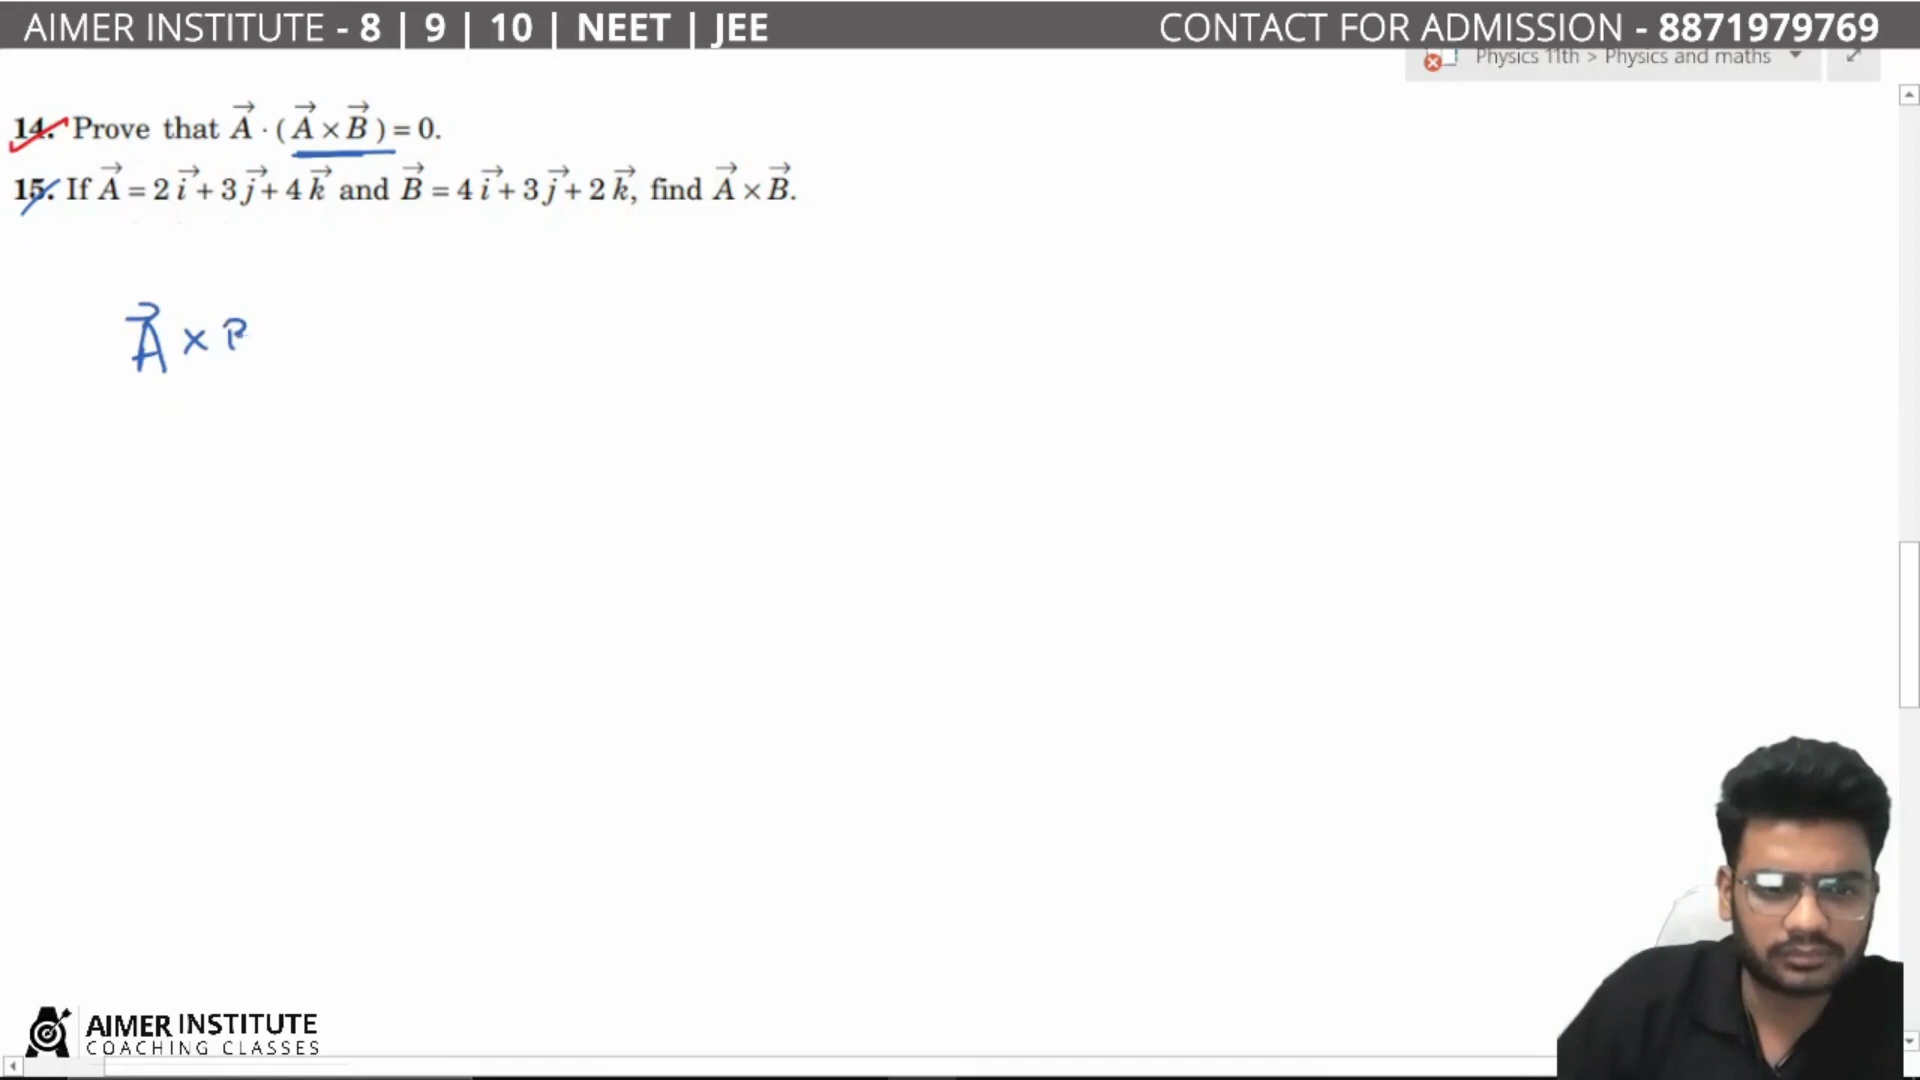 AIMER INSTITUTE - 8 | 9 | 10 | NEET | JEE
CONTACT FOR ADMISSION - 8871979769
Physics 11th > Physics and maths
14. Prove that A⃗ · (A⃗ × B⃗) = 0.
15. If A⃗ = 2 i⃗ + 3 j⃗ + 4 k⃗ and B⃗ = 4 i⃗ + 3 j⃗ + 2 k⃗, find A⃗ × B⃗.
A⃗ × B
AIMER INSTITUTE
COACHING CLASSES